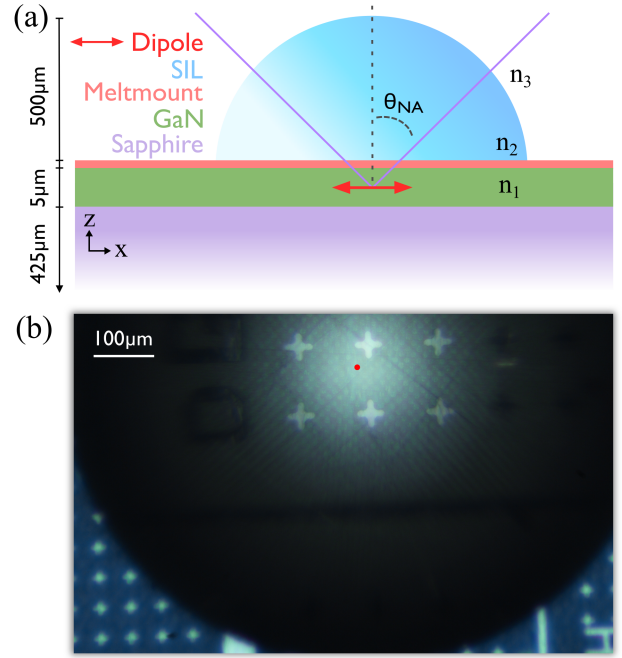 (a)
Dipole
SIL
Meltmount
GaN
Sapphire
500µm
5µm
425µm
z
x
θNA
n3
n2
n1
(b)
100µm
H